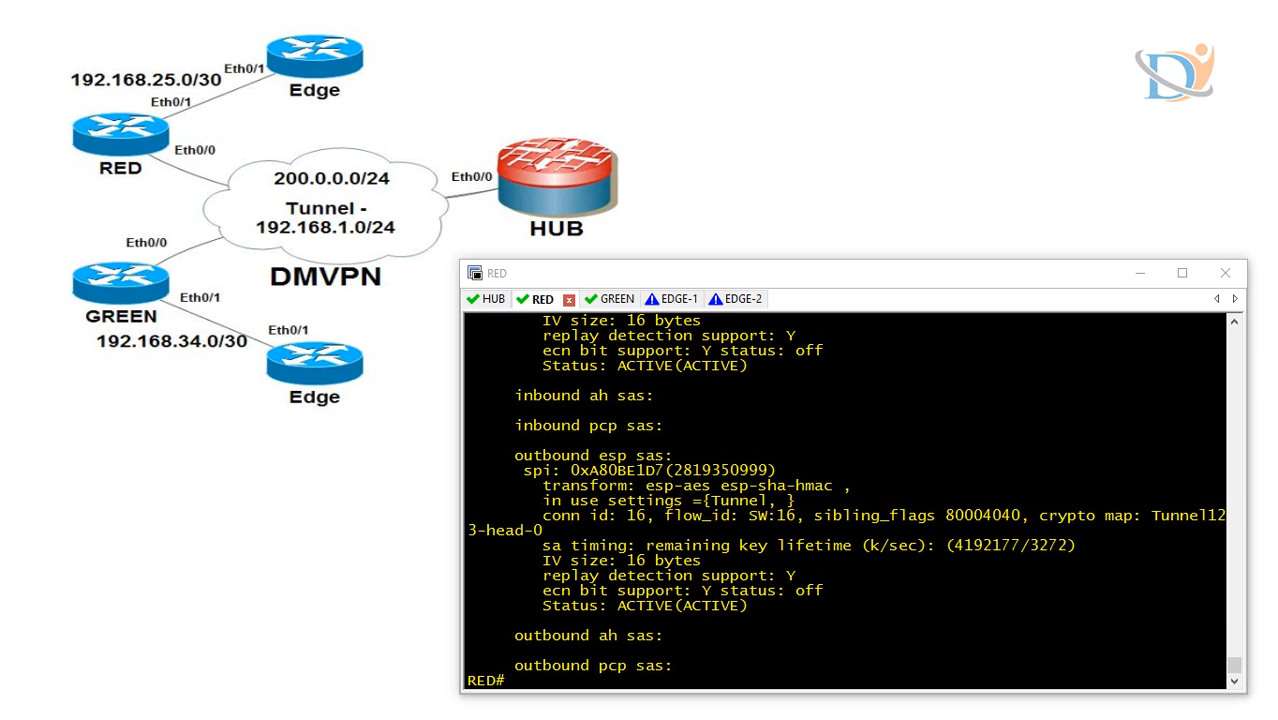 192.168.25.0/30
Eth0/1
Edge
Eth0/1
RED
Eth0/0
200.0.0.0/24
Tunnel -
192.168.1.0/24
DMVPN
Eth0/0
HUB
Eth0/0
GREEN
Eth0/1
192.168.34.0/30
Eth0/1
Edge
D
RED
HUB RED GREEN EDGE-1 EDGE-2
IV size: 16 bytes
replay detection support: Y
ecn bit support: Y status: off
Status: ACTIVE(ACTIVE)
inbound ah sas:
inbound pcp sas:
outbound esp sas:
spi: 0xA80BE1D7(2819350999)
transform: esp-aes esp-sha-hmac ,
in use settings ={Tunnel, }
conn id: 16, flow_id: SW:16, sibling_flags 80004040, crypto map: Tunnel12
3-head-0
sa timing: remaining key lifetime (k/sec): (4192177/3272)
IV size: 16 bytes
replay detection support: Y
ecn bit support: Y status: off
Status: ACTIVE(ACTIVE)
outbound ah sas:
outbound pcp sas:
RED#